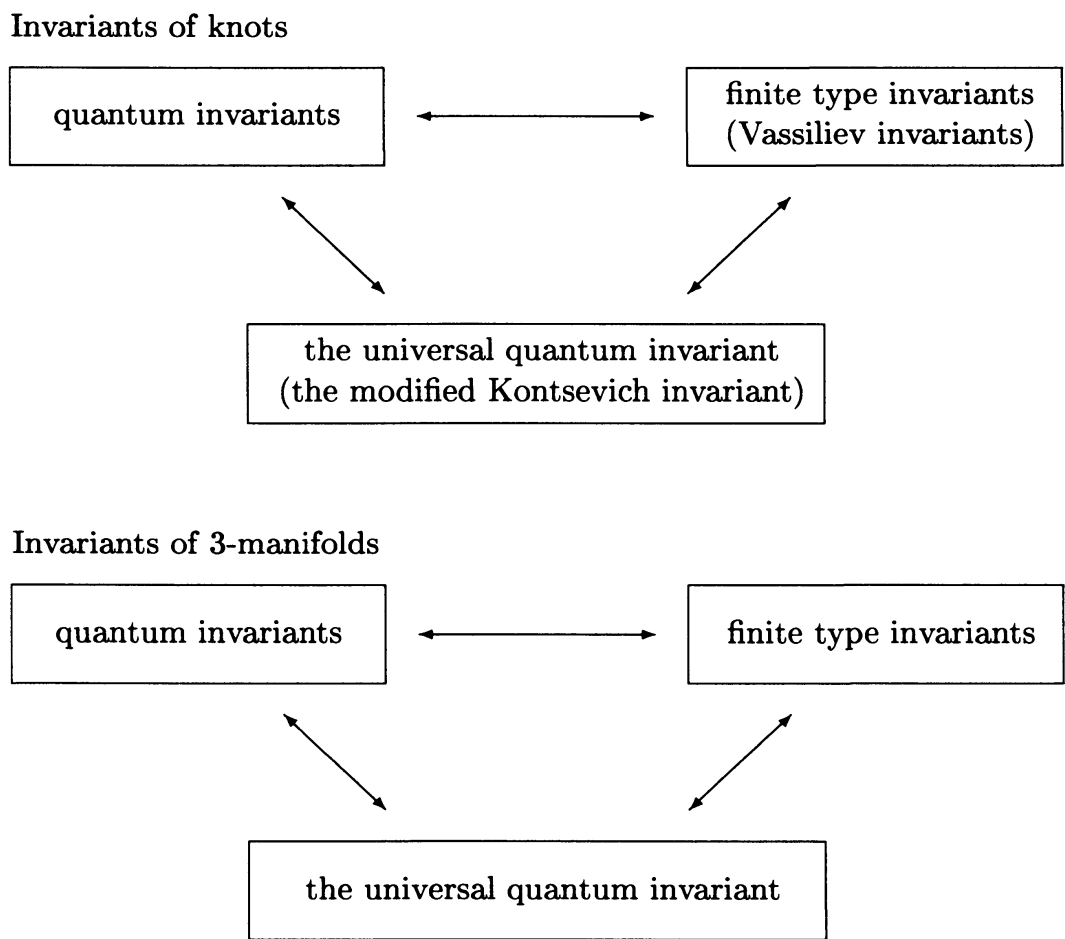 Invariants of knots
quantum invariants
finite type invariants
(Vassiliev invariants)
the universal quantum invariant
(the modified Kontsevich invariant)
Invariants of 3-manifolds
quantum invariants
finite type invariants
the universal quantum invariant